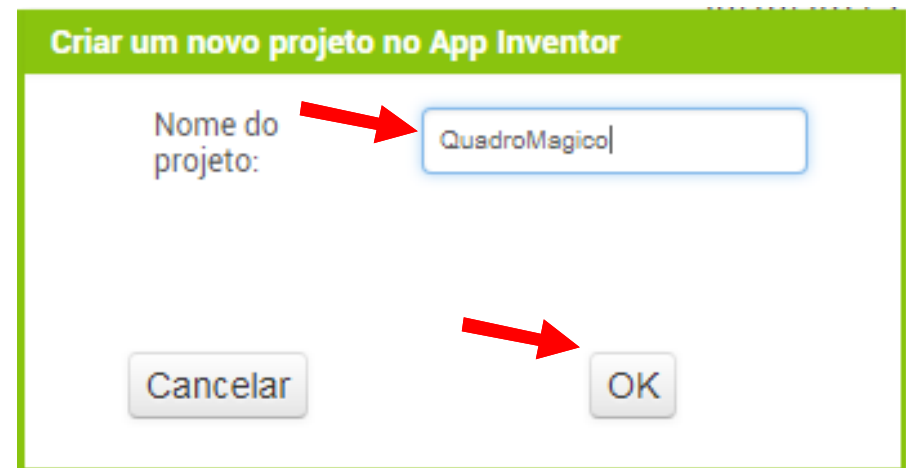 Criar um novo projeto no App Inventor
Nome do
projeto:
QuadroMagico
Cancelar
OK